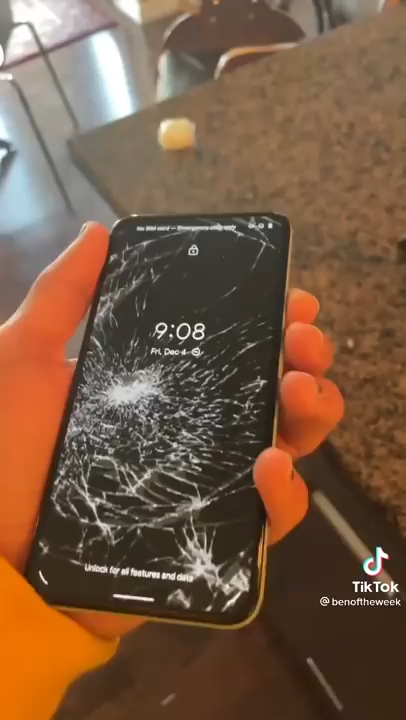 No SIM card — Emergency calls only
9:08
Fri, Dec 4
Unlock for all features and data
TikTok
@benoftheweek